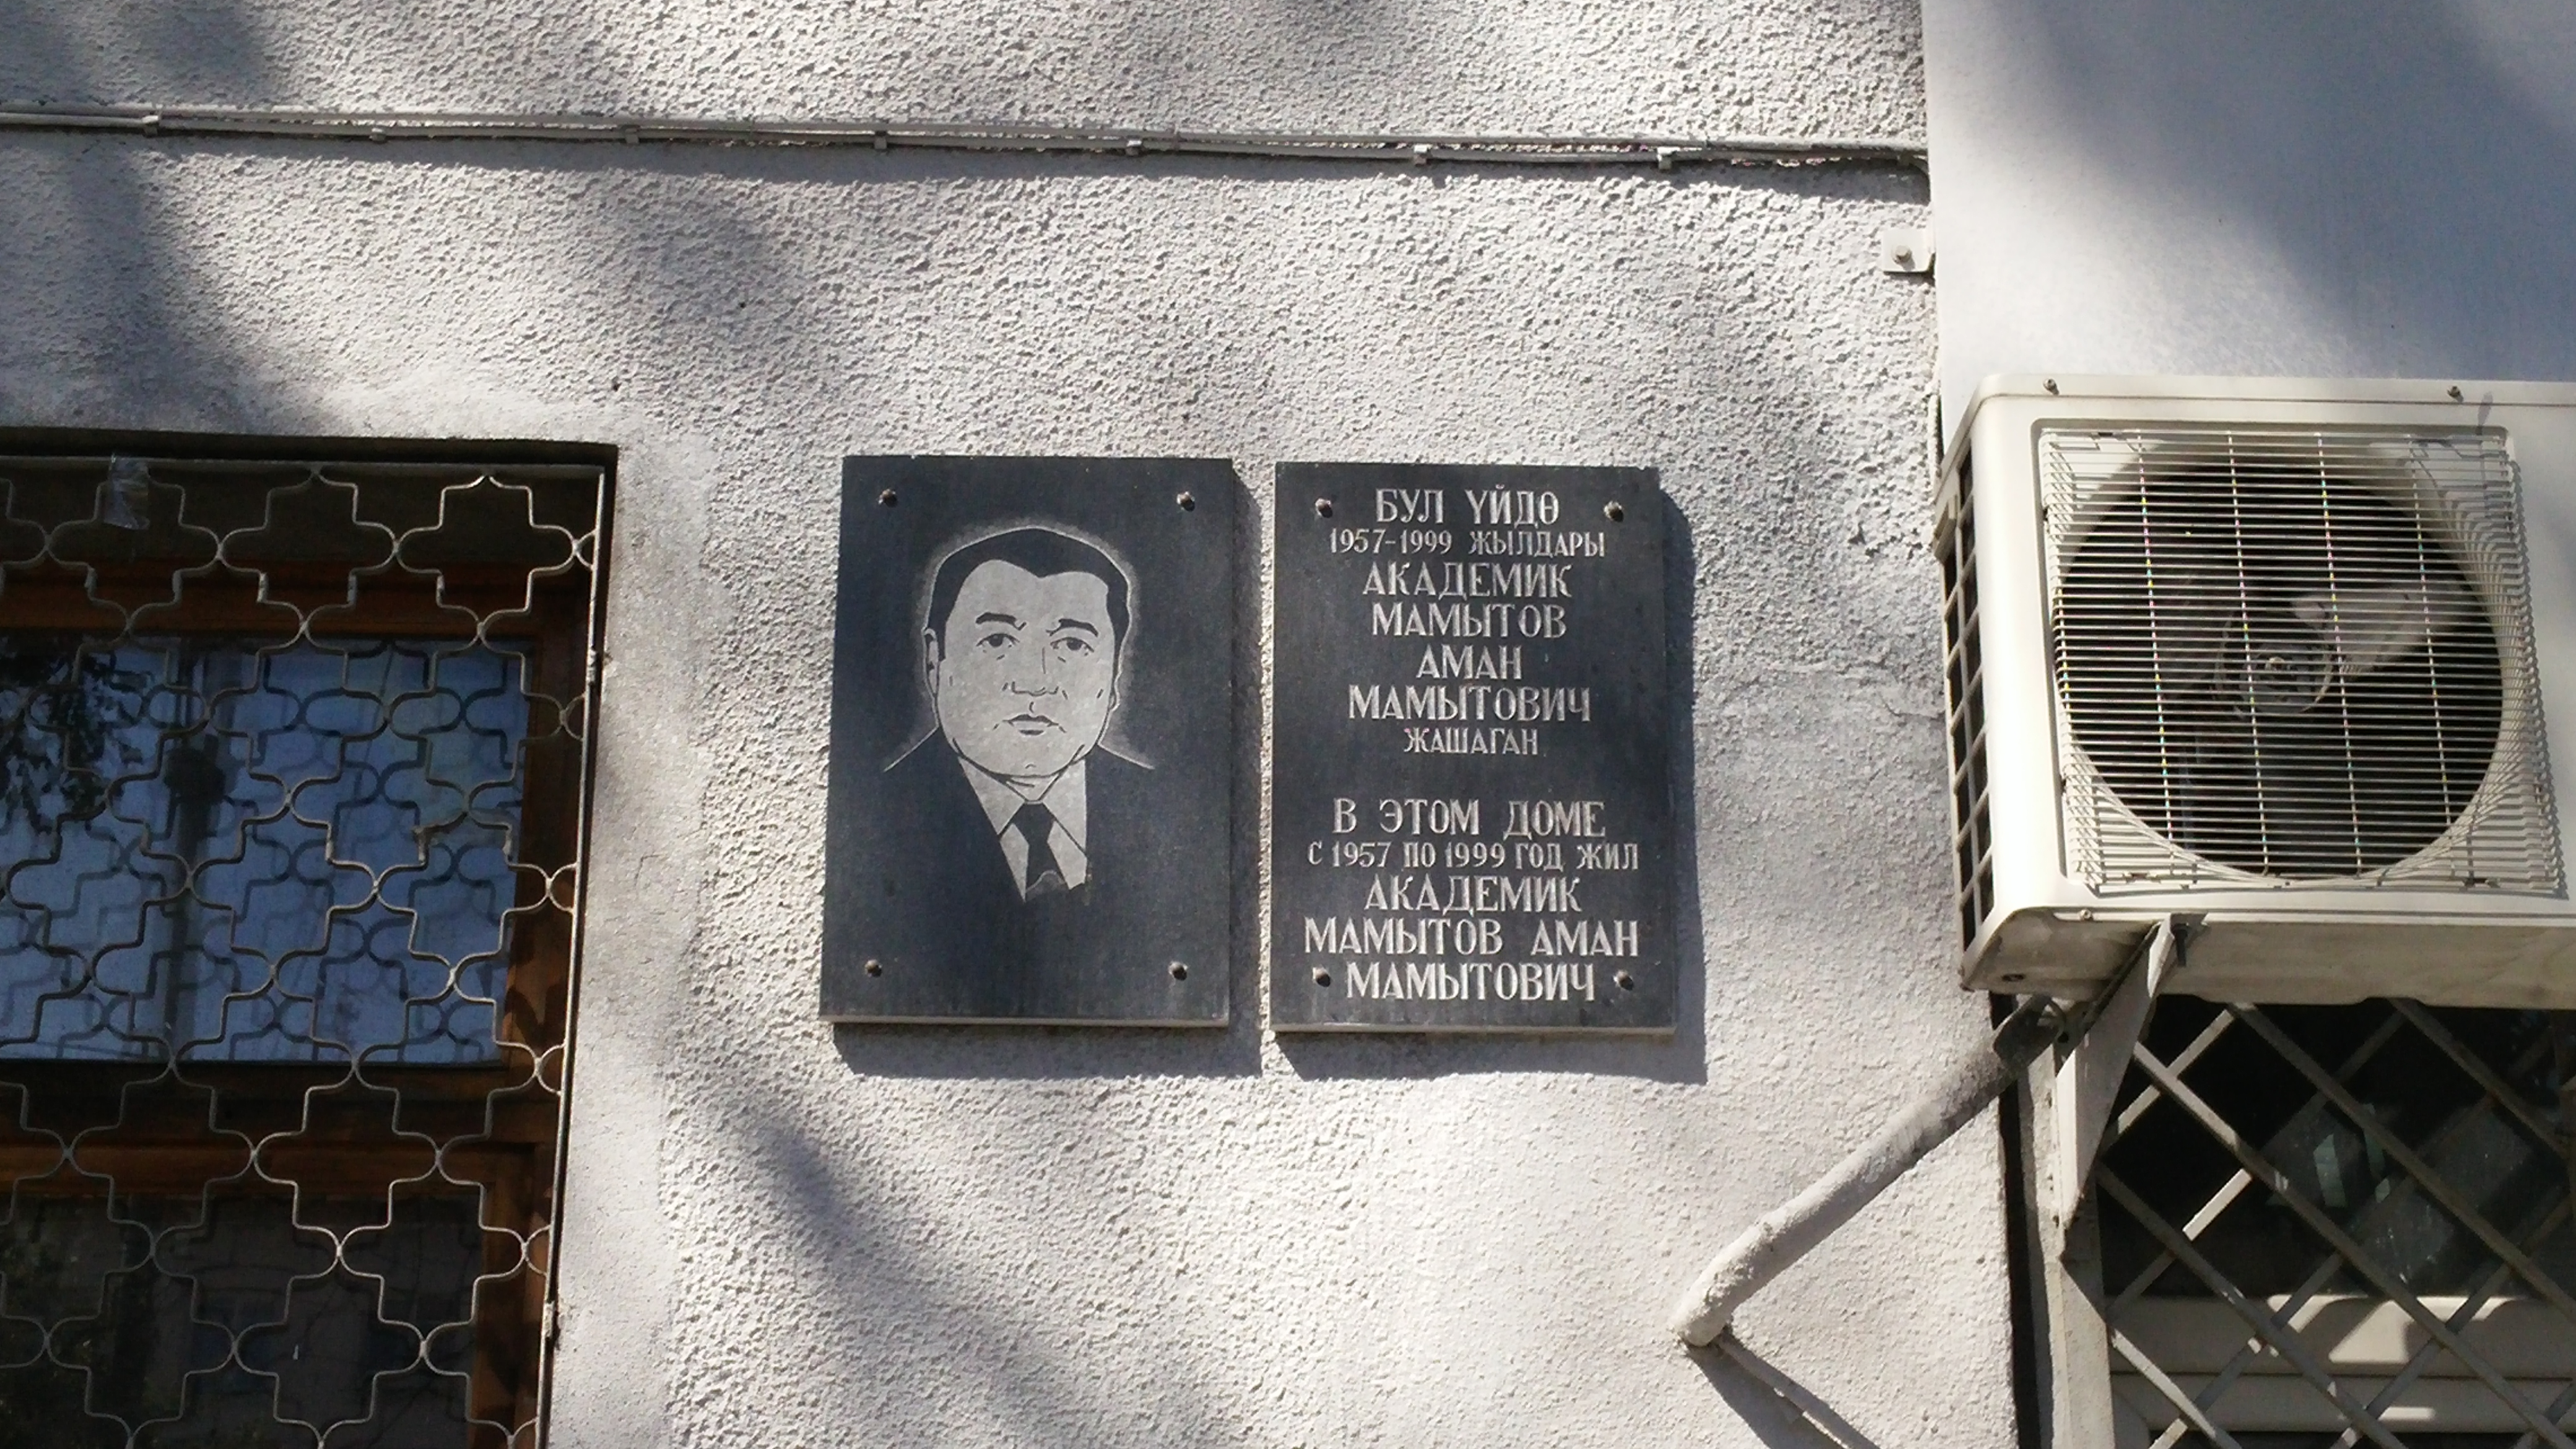 БУЛ ҮЙДӨ
1957-1999 ЖЫЛДАРЫ
АКАДЕМИК
МАМЫТОВ
АМАН
МАМЫТОВИЧ
ЖАШАГАН
В ЭТОМ ДОМЕ
С 1957 ПО 1999 ГОД ЖИЛ
АКАДЕМИК
МАМЫТОВ АМАН
МАМЫТОВИЧ